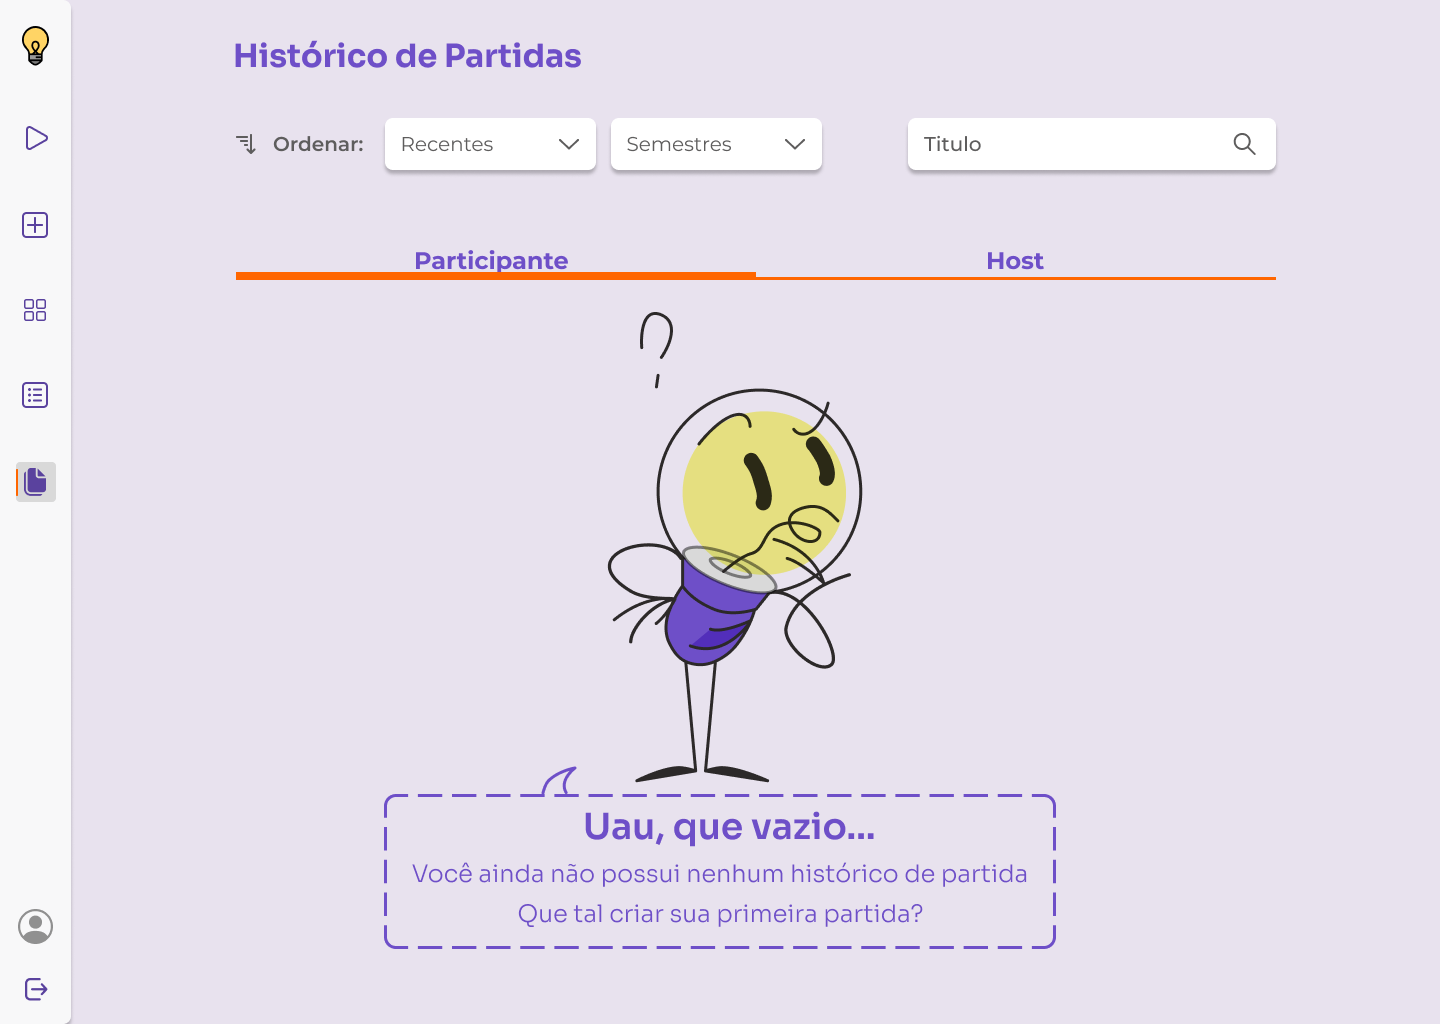 Histórico de Partidas
Ordenar:
Recentes
Semestres
Titulo
Participante
Host
Uau, que vazio...
Você ainda não possui nenhum histórico de partida
Que tal criar sua primeira partida?